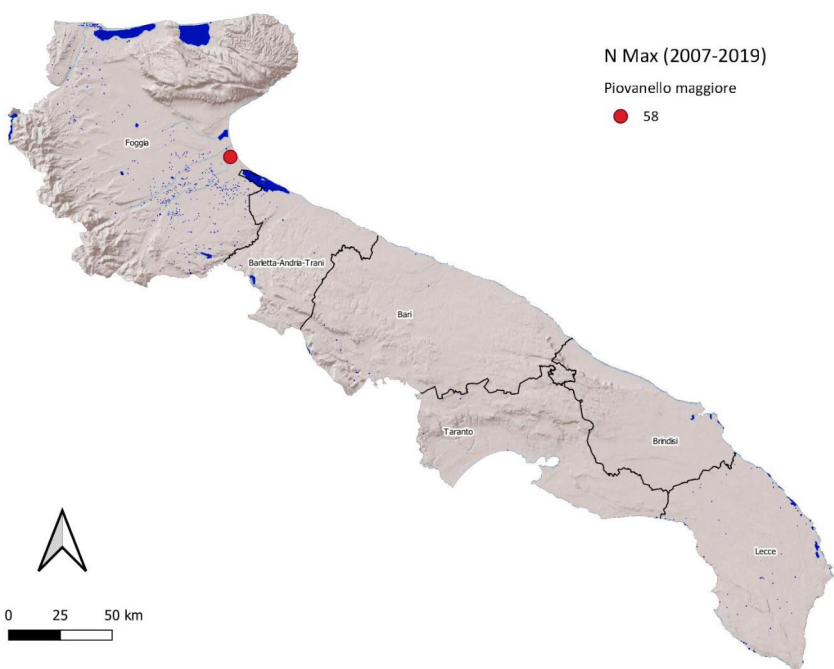 N Max (2007-2019)
Piovanello maggiore
58
Foggia
Barletta-Andria-Trani
Bari
Taranto
Brindisi
Lecce
0 25 50 km